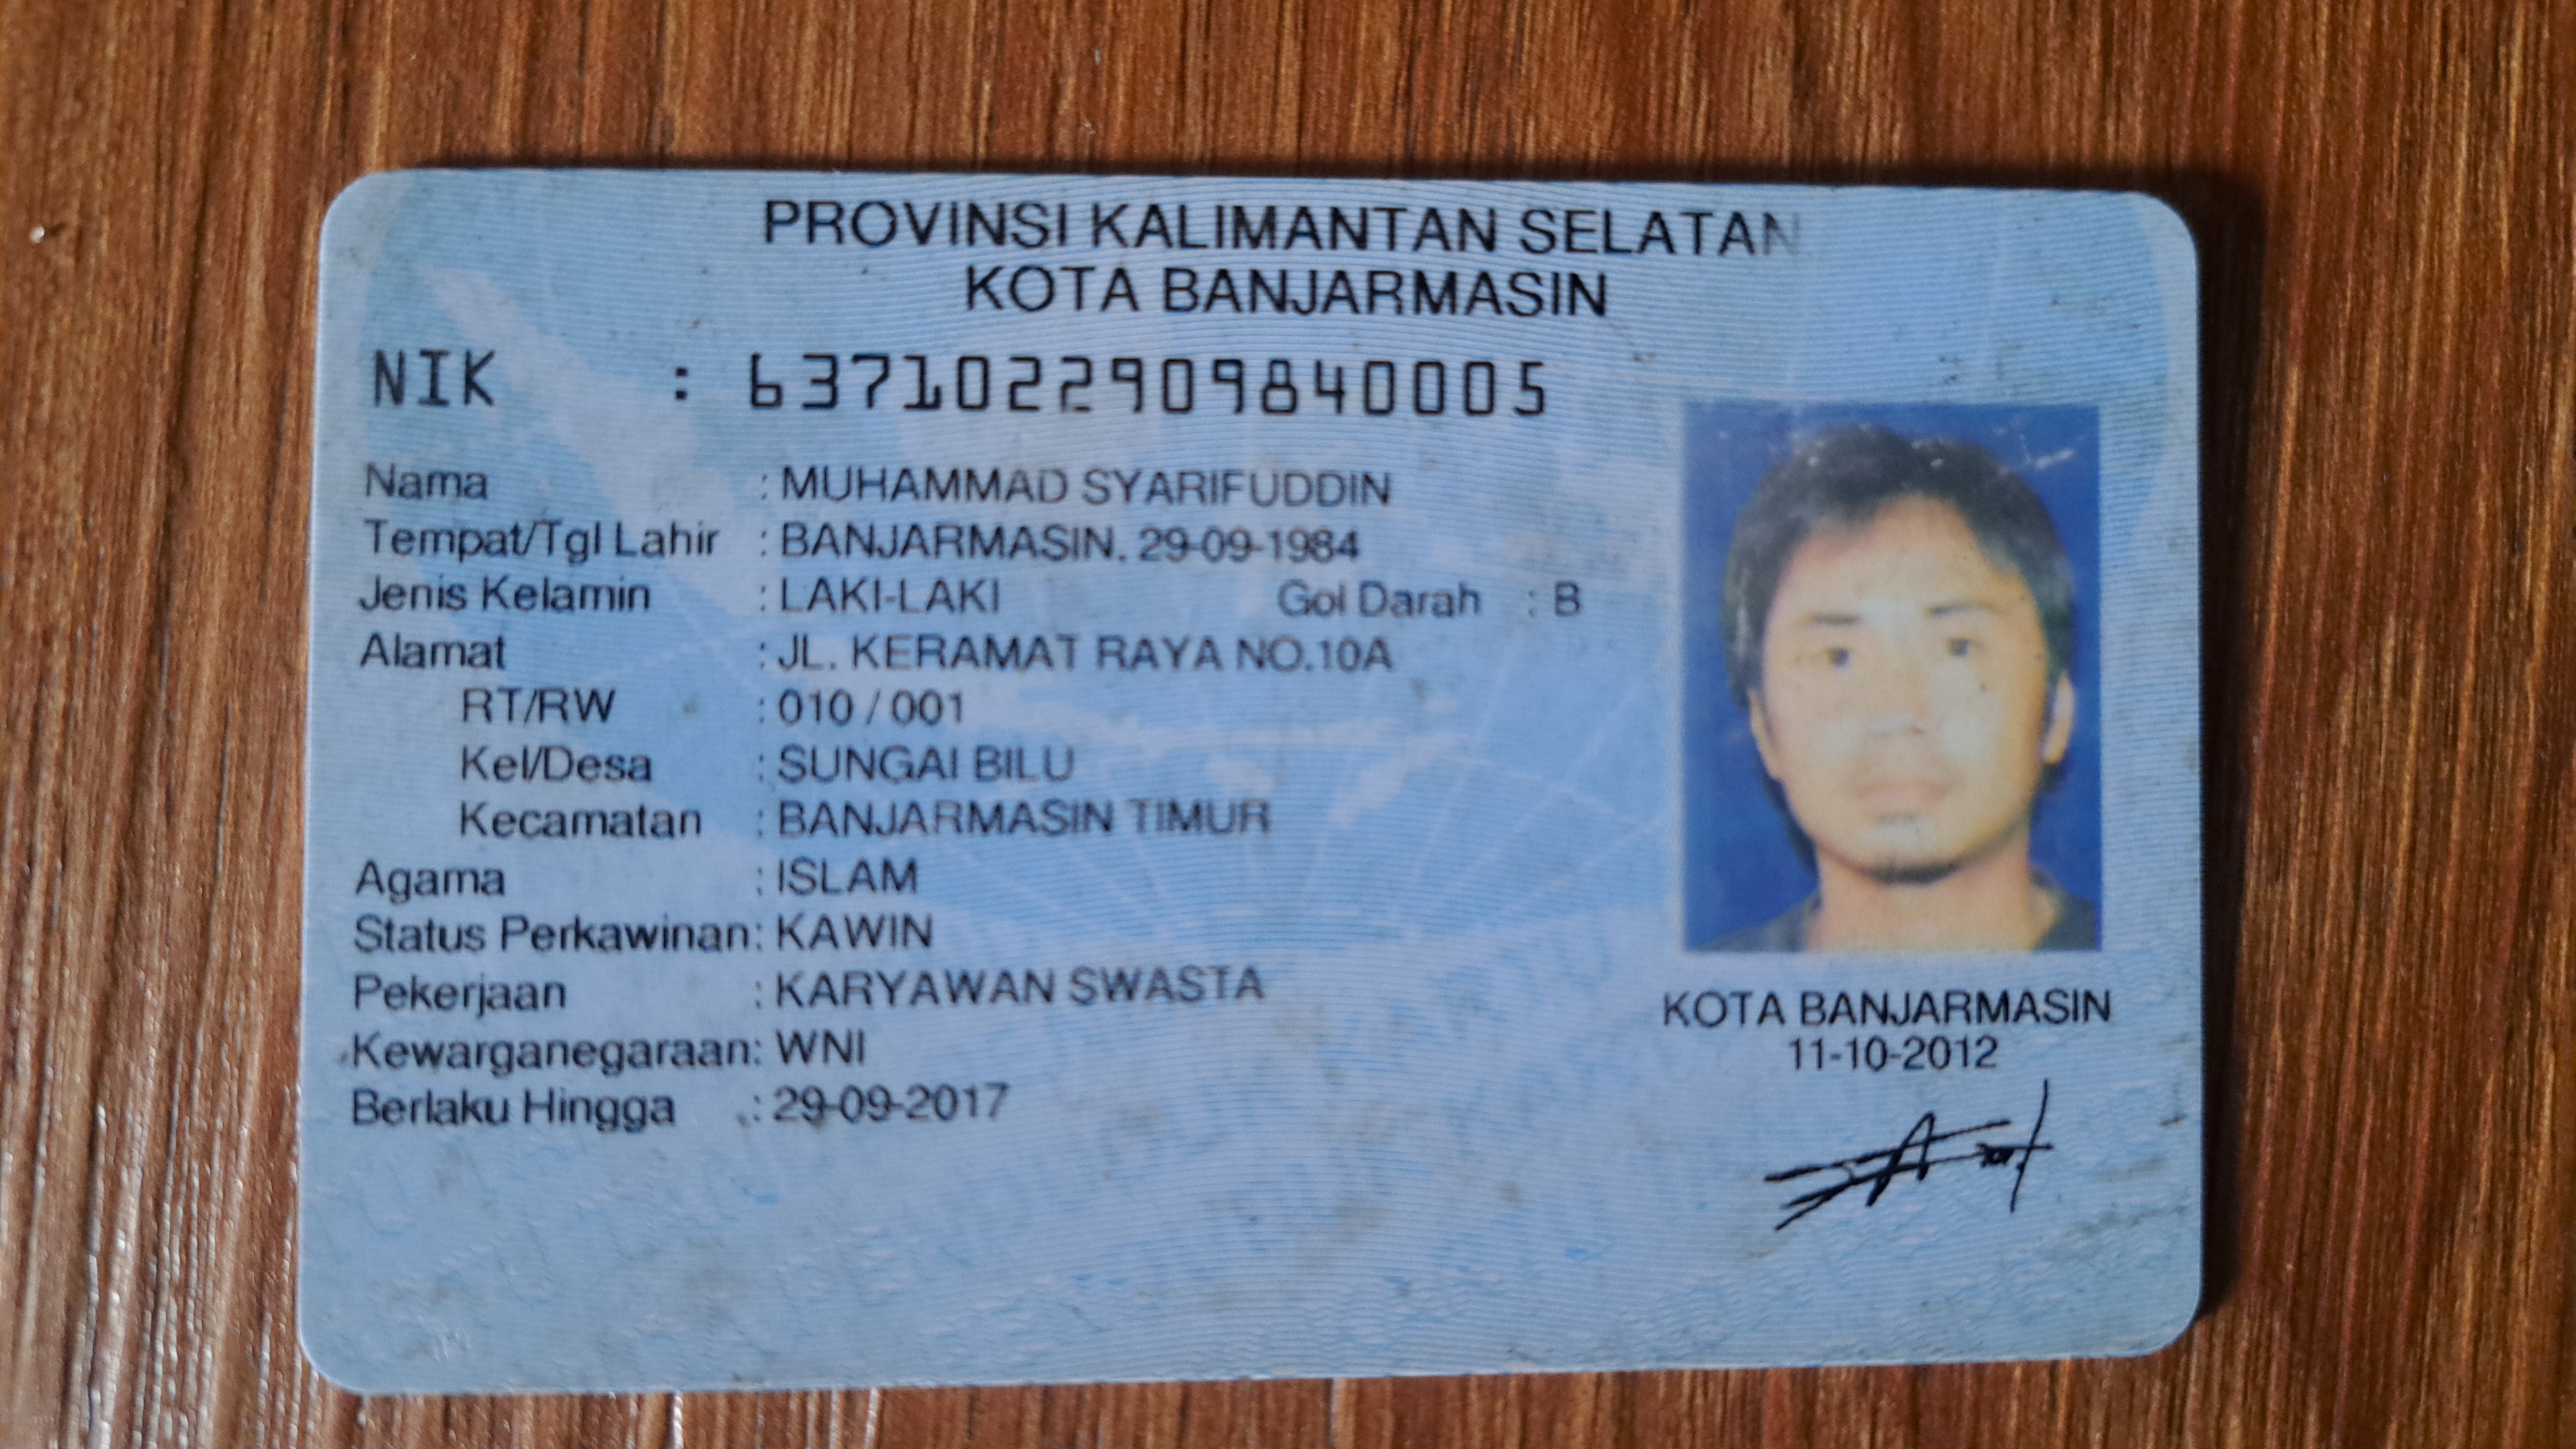 PROVINSI KALIMANTAN SELATAN
KOTA BANJARMASIN
NIK : 6371022909840005
Nama : MUHAMMAD SYARIFUDDIN
Tempat/Tgl Lahir : BANJARMASIN, 29-09-1984
Jenis Kelamin : LAKI-LAKI Gol Darah : B
Alamat : JL. KERAMAT RAYA NO.10A
RT/RW : 010 / 001
Kel/Desa : SUNGAI BILU
Kecamatan : BANJARMASIN TIMUR
Agama : ISLAM
Status Perkawinan: KAWIN
Pekerjaan : KARYAWAN SWASTA
Kewarganegaraan: WNI
Berlaku Hingga : 29-09-2017
KOTA BANJARMASIN
11-10-2012